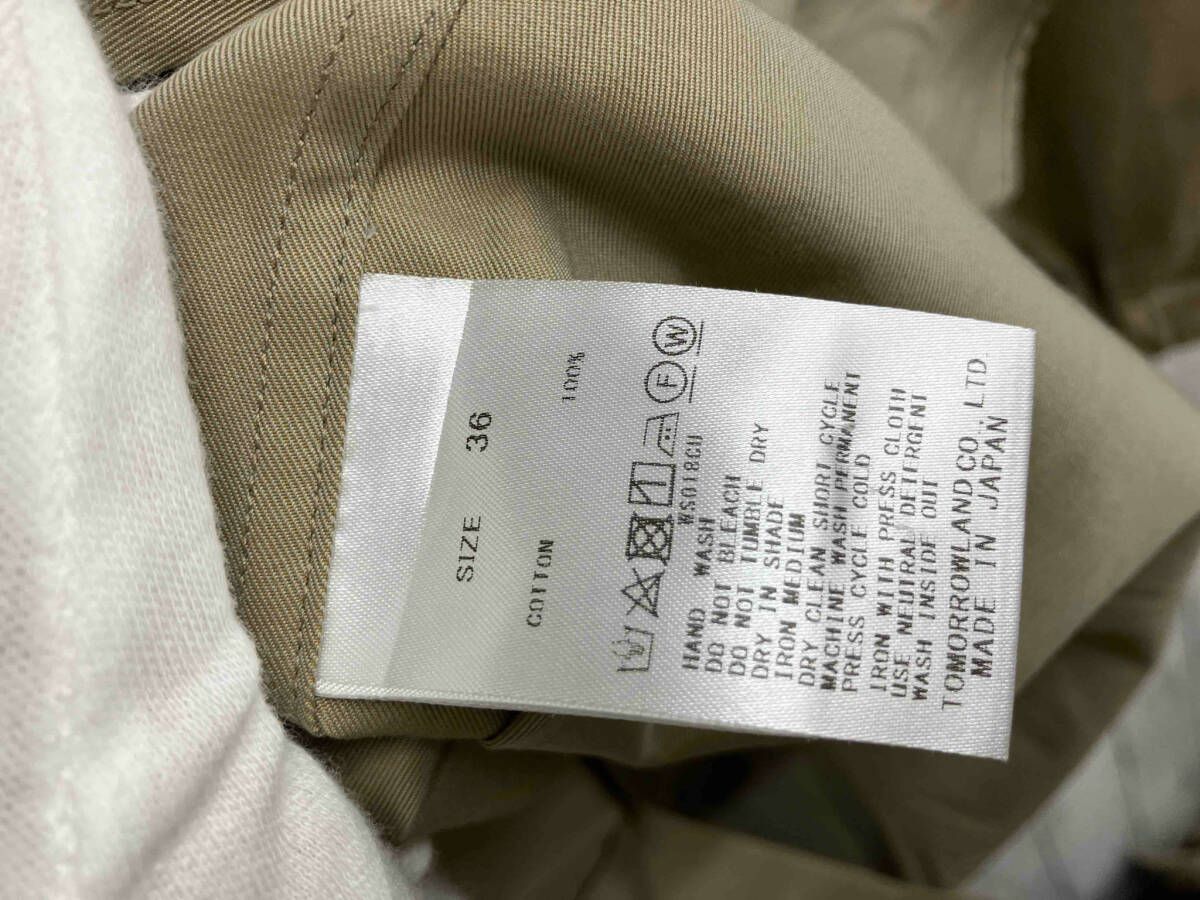 SIZE 36
COTTON 100%
F W
WS018CU
HAND WASH
DO NOT BLEACH
DO NOT TUMBLE DRY
DRY IN SHADE
IRON MEDIUM
DRY CLEAN SHORT CYCLE
MACHINE WASH PERMANENT
PRESS CYCLE COLD
IRON WITH PRESS CLOTH
USE NEUTRAL DETERGENT
WASH INSIDE OUT
TOMORROWLAND CO., LTD
MADE IN JAPAN